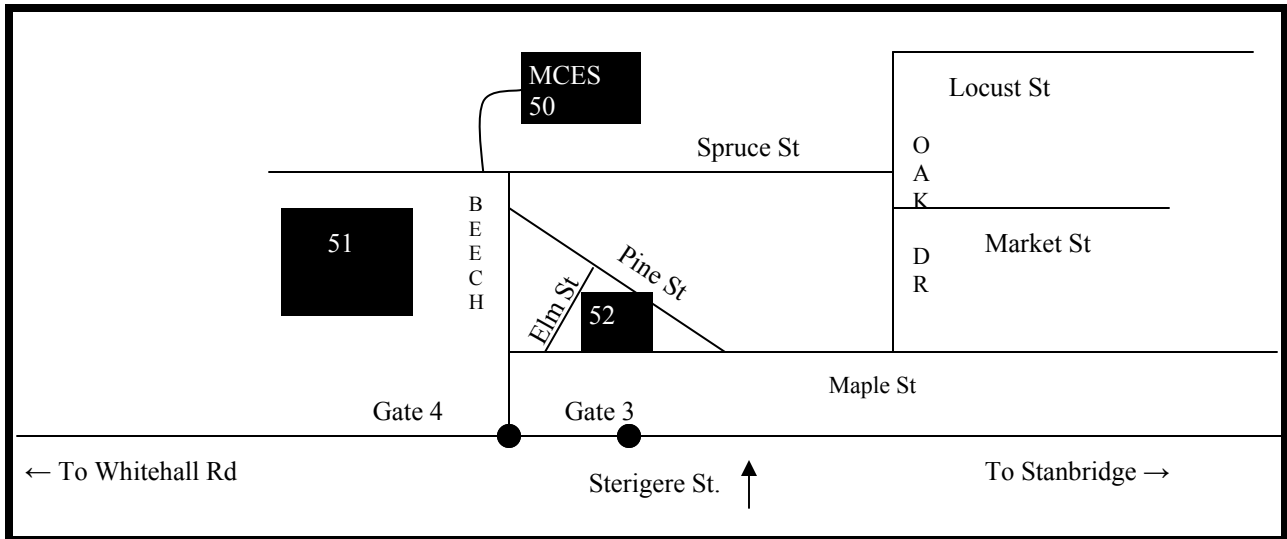 MCES
50
Locust St
Spruce St
O
A
K
D
R
B
E
E
C
H
51
Market St
Pine St
Elm St
52
Maple St
Gate 4
Gate 3
← To Whitehall Rd
Sterigere St.
To Stanbridge →